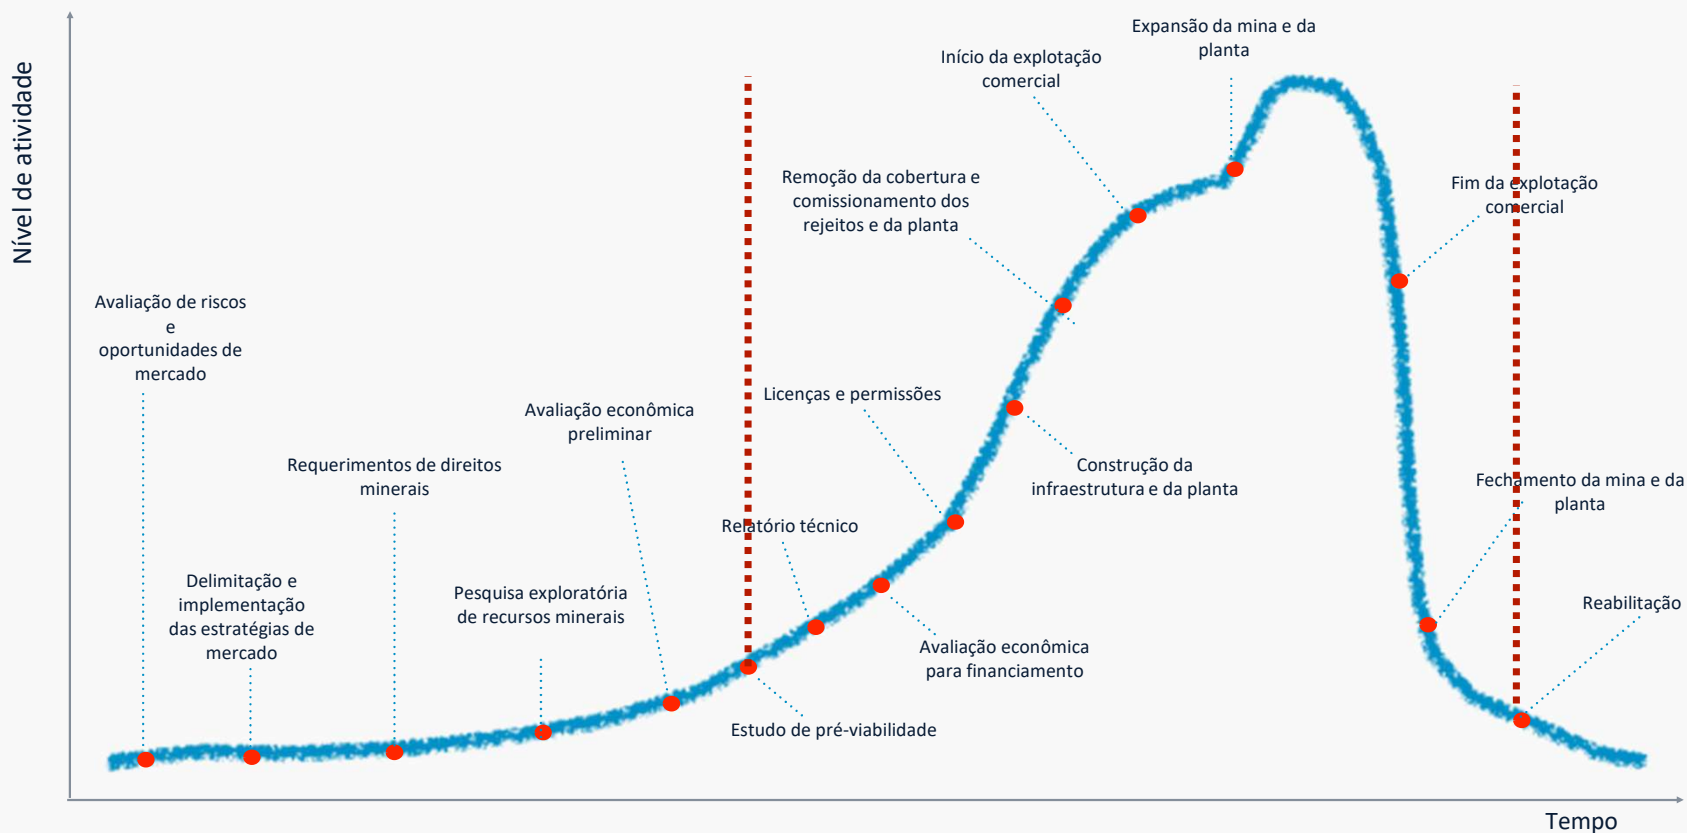 Nível de atividade
Avaliação de riscos
e
oportunidades de
mercado
Delimitação e
implementação
das estratégias de
mercado
Requerimentos de direitos
minerais
Pesquisa exploratória
de recursos minerais
Avaliação econômica
preliminar
Estudo de pré-viabilidade
Relatório técnico
Avaliação econômica
para financiamento
Licenças e permissões
Construção da
infraestrutura e da planta
Remoção da cobertura e
comissionamento dos
rejeitos e da planta
Início da explotação
comercial
Expansão da mina e da
planta
Fim da explotação
comercial
Fechamento da mina e da
planta
Reabilitação
Tempo